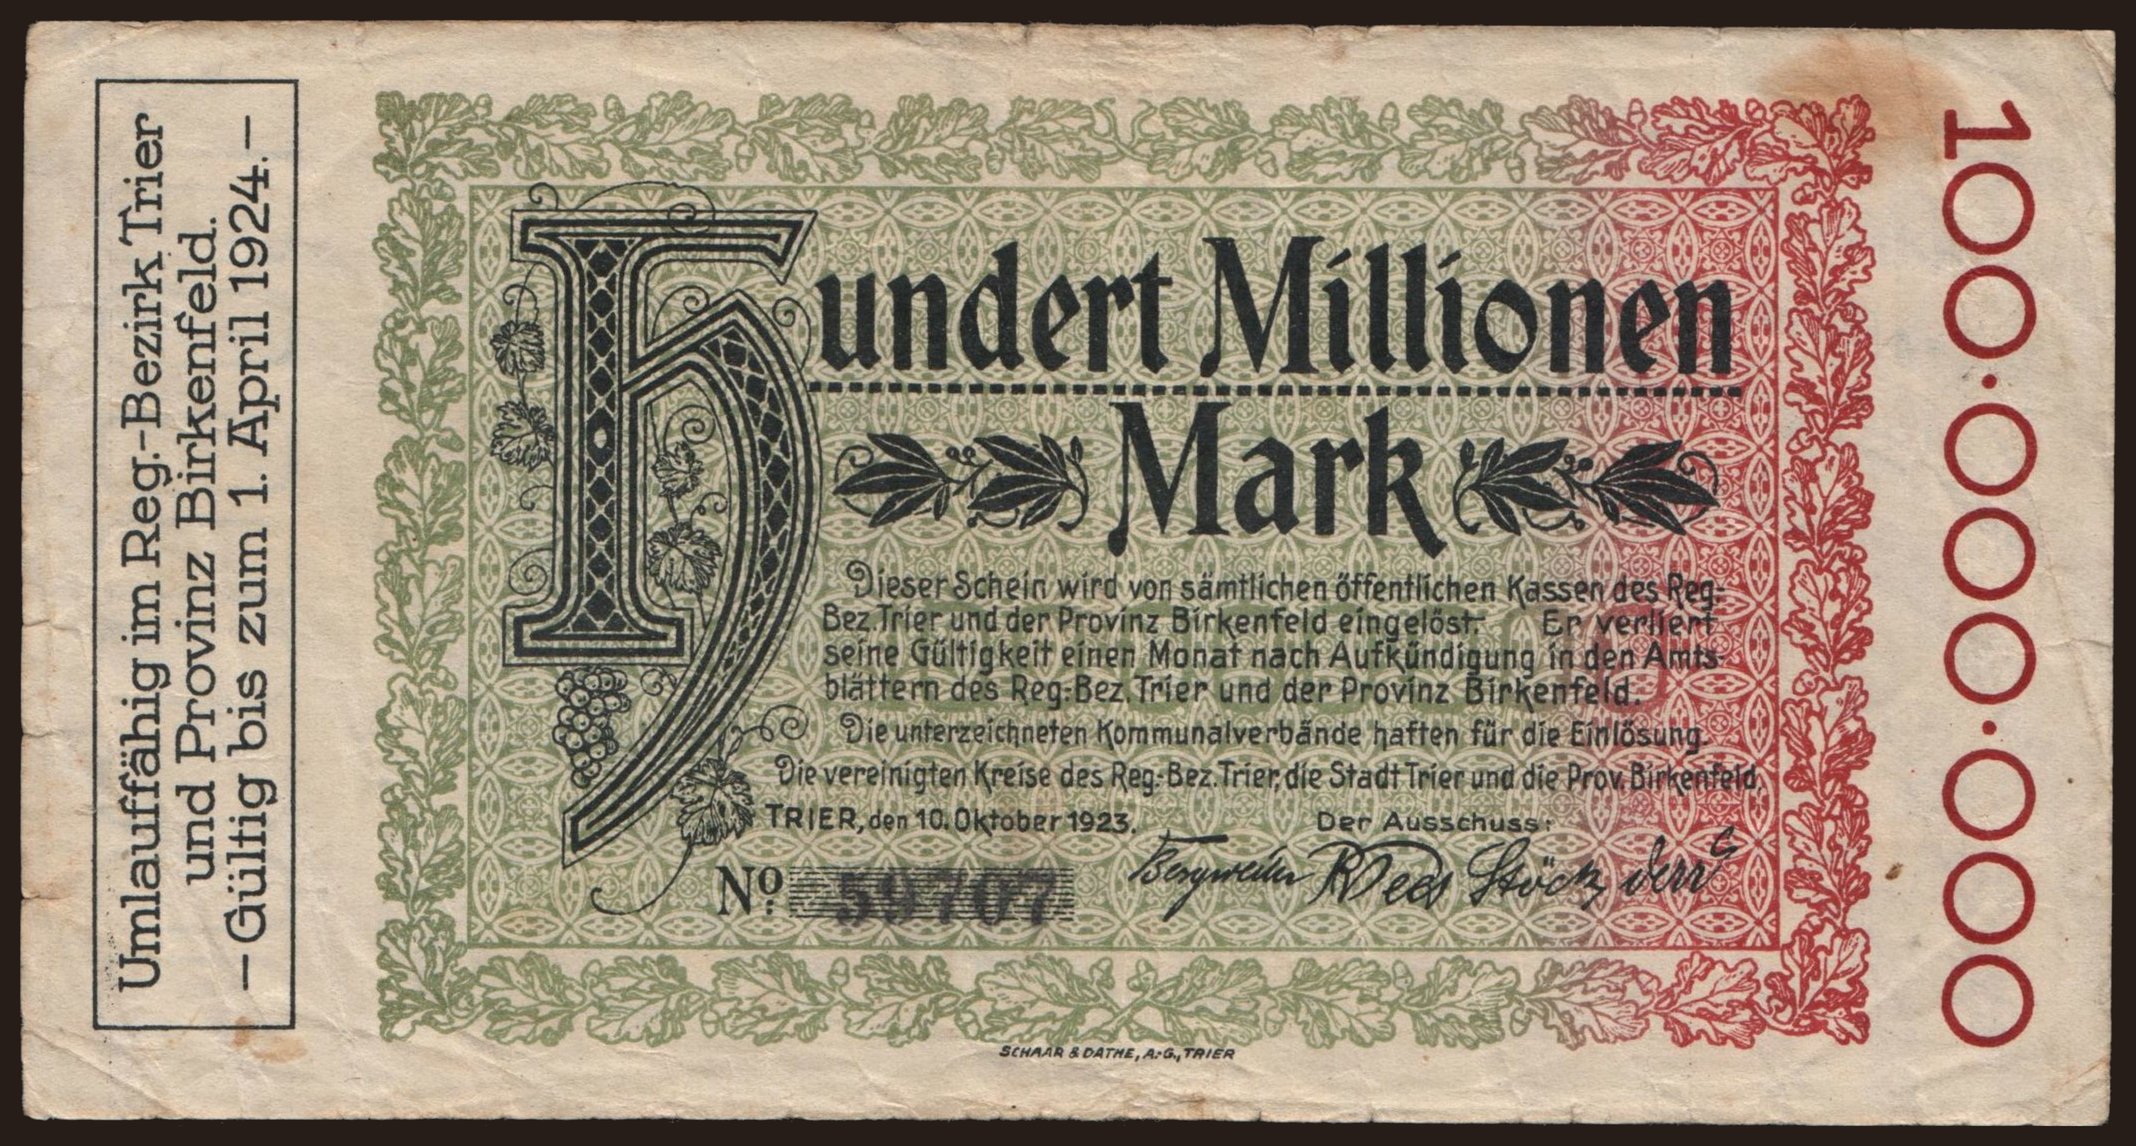 Umlauffähig im Reg.-Bezirk Trier
und Provinz Birkenfeld.
— Gültig bis zum 1. April 1924. —
Hundert Millionen
Mark
Dieser Schein wird von sämtlichen öffentlichen Kassen des Reg.-
Bez. Trier und der Provinz Birkenfeld eingelöst. Er verliert
seine Gültigkeit einen Monat nach Aufkündigung in den Amts-
blättern des Reg.-Bez. Trier und der Provinz Birkenfeld.
Die unterzeichneten Kommunalverbände haften für die Einlösung.
Die vereinigten Kreise des Reg.-Bez. Trier, die Stadt Trier und die Prov. Birkenfeld.
TRIER, den 10. Oktober 1923. Der Ausschuss:
No. 59707
SCHAAR & DATHE, A.-G., TRIER
100.000.000